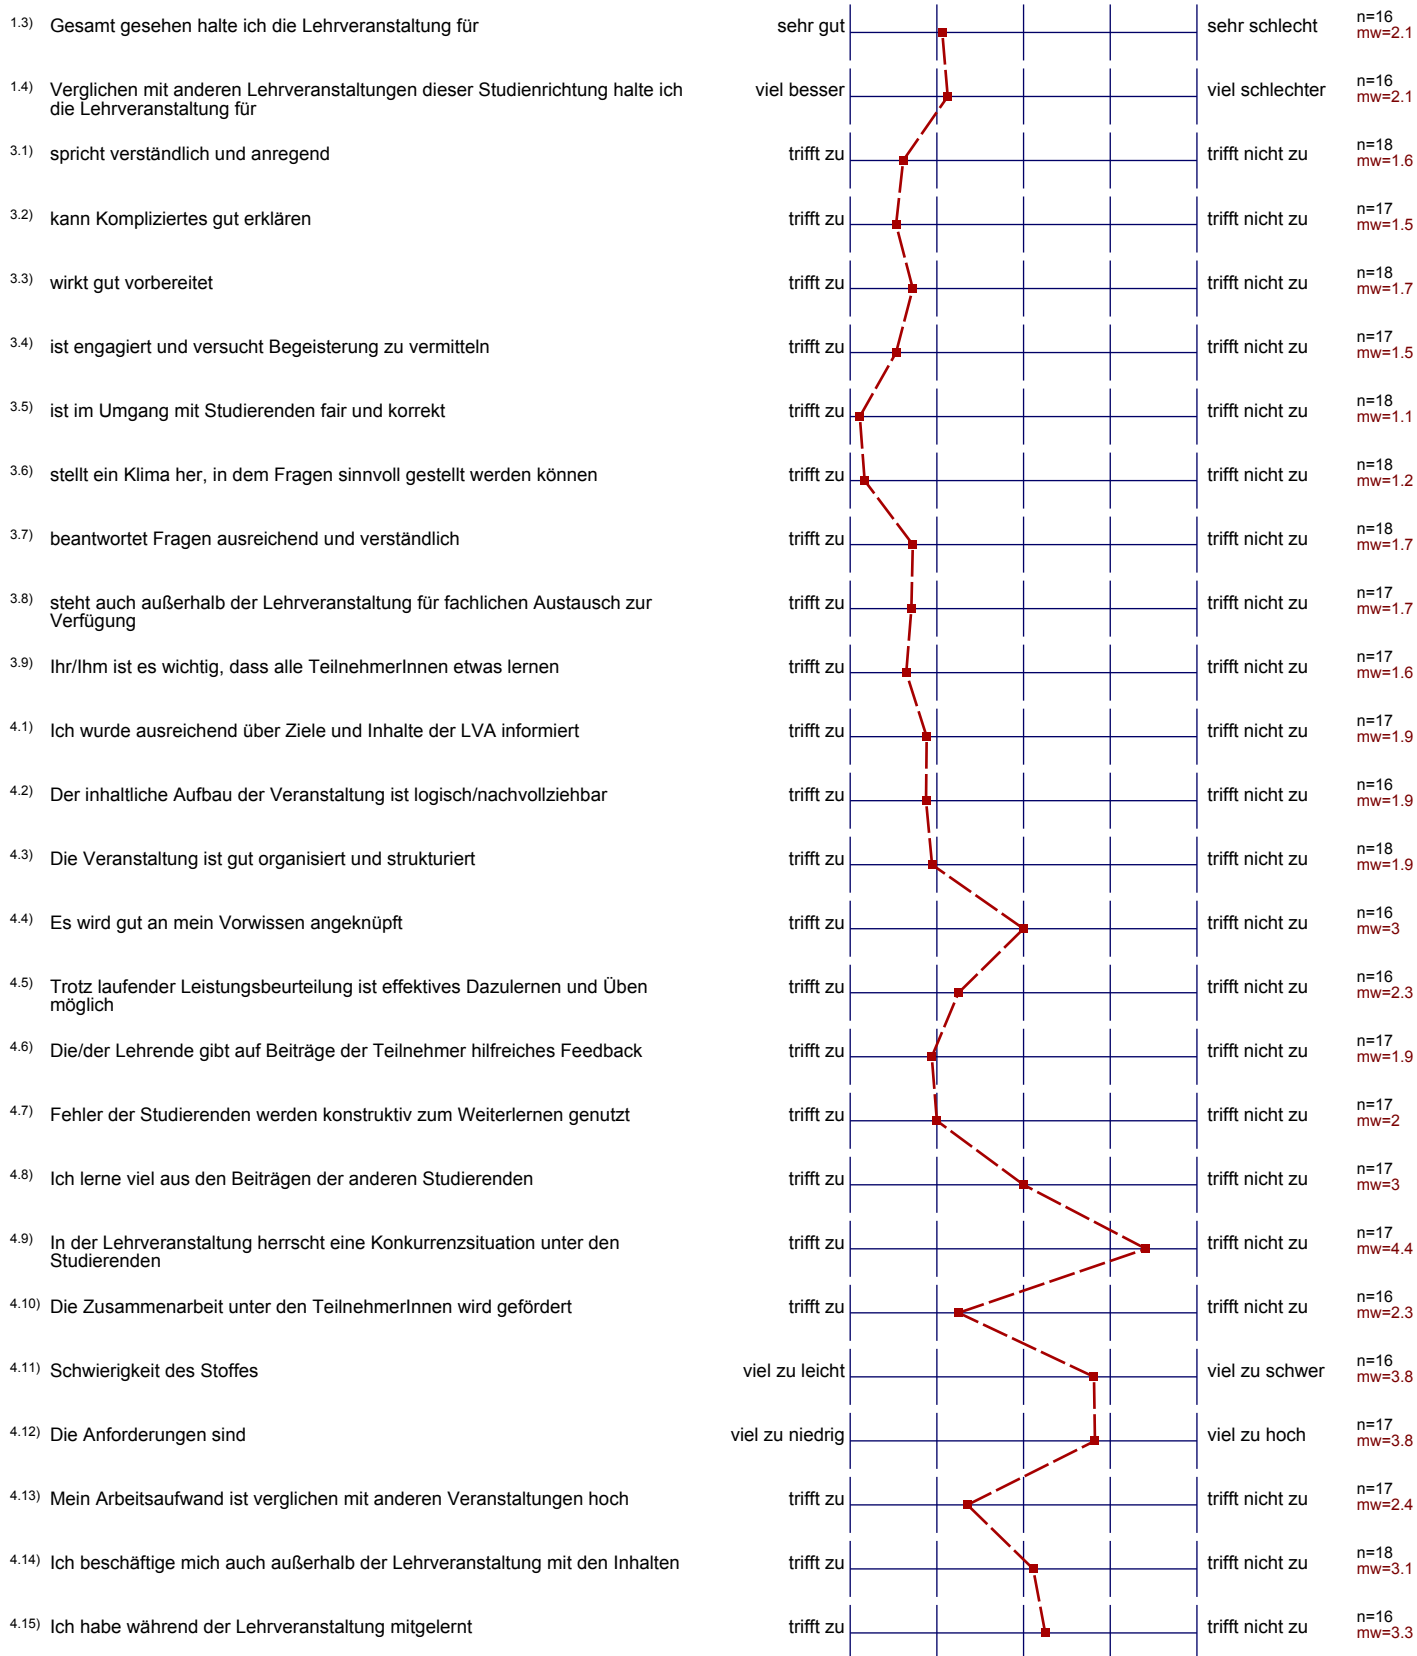 1.3) Gesamt gesehen halte ich die Lehrveranstaltung für sehr gut sehr schlecht n=16
mw=2.1
1.4) Verglichen mit anderen Lehrveranstaltungen dieser Studienrichtung halte ich viel besser viel schlechter n=16
die Lehrveranstaltung für mw=2.1
3.1) spricht verständlich und anregend trifft zu trifft nicht zu n=18
mw=1.6
3.2) kann Kompliziertes gut erklären trifft zu trifft nicht zu n=17
mw=1.5
3.3) wirkt gut vorbereitet trifft zu trifft nicht zu n=18
mw=1.7
3.4) ist engagiert und versucht Begeisterung zu vermitteln trifft zu trifft nicht zu n=17
mw=1.5
3.5) ist im Umgang mit Studierenden fair und korrekt trifft zu trifft nicht zu n=18
mw=1.1
3.6) stellt ein Klima her, in dem Fragen sinnvoll gestellt werden können trifft zu trifft nicht zu n=18
mw=1.2
3.7) beantwortet Fragen ausreichend und verständlich trifft zu trifft nicht zu n=18
mw=1.7
3.8) steht auch außerhalb der Lehrveranstaltung für fachlichen Austausch zur trifft zu trifft nicht zu n=17
Verfügung mw=1.7
3.9) Ihr/Ihm ist es wichtig, dass alle TeilnehmerInnen etwas lernen trifft zu trifft nicht zu n=17
mw=1.6
4.1) Ich wurde ausreichend über Ziele und Inhalte der LVA informiert trifft zu trifft nicht zu n=17
mw=1.9
4.2) Der inhaltliche Aufbau der Veranstaltung ist logisch/nachvollziehbar trifft zu trifft nicht zu n=16
mw=1.9
4.3) Die Veranstaltung ist gut organisiert und strukturiert trifft zu trifft nicht zu n=18
mw=1.9
4.4) Es wird gut an mein Vorwissen angeknüpft trifft zu trifft nicht zu n=16
mw=3
4.5) Trotz laufender Leistungsbeurteilung ist effektives Dazulernen und Üben trifft zu trifft nicht zu n=16
möglich mw=2.3
4.6) Die/der Lehrende gibt auf Beiträge der Teilnehmer hilfreiches Feedback trifft zu trifft nicht zu n=17
mw=1.9
4.7) Fehler der Studierenden werden konstruktiv zum Weiterlernen genutzt trifft zu trifft nicht zu n=17
mw=2
4.8) Ich lerne viel aus den Beiträgen der anderen Studierenden trifft zu trifft nicht zu n=17
mw=3
4.9) In der Lehrveranstaltung herrscht eine Konkurrenzsituation unter den trifft zu trifft nicht zu n=17
Studierenden mw=4.4
4.10) Die Zusammenarbeit unter den TeilnehmerInnen wird gefördert trifft zu trifft nicht zu n=16
mw=2.3
4.11) Schwierigkeit des Stoffes viel zu leicht viel zu schwer n=16
mw=3.8
4.12) Die Anforderungen sind viel zu niedrig viel zu hoch n=17
mw=3.8
4.13) Mein Arbeitsaufwand ist verglichen mit anderen Veranstaltungen hoch trifft zu trifft nicht zu n=17
mw=2.4
4.14) Ich beschäftige mich auch außerhalb der Lehrveranstaltung mit den Inhalten trifft zu trifft nicht zu n=18
mw=3.1
4.15) Ich habe während der Lehrveranstaltung mitgelernt trifft zu trifft nicht zu n=16
mw=3.3